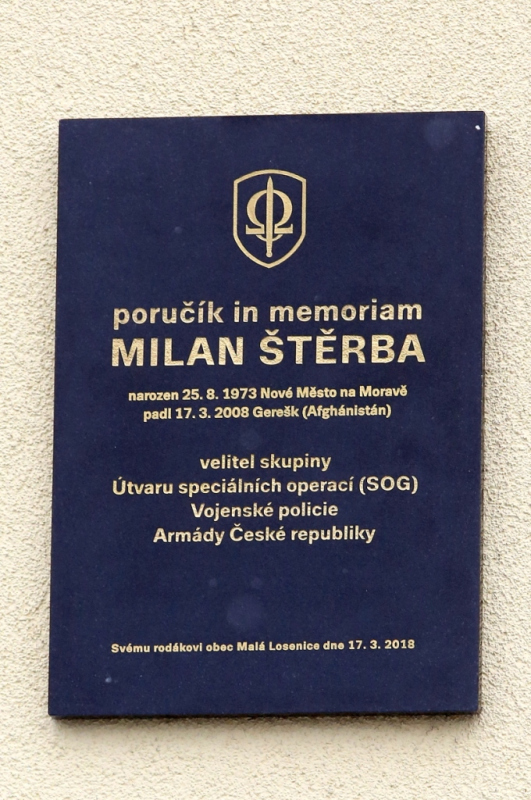 Ω
poručík in memoriam
MILAN ŠTĚRBA
narozen 25. 8. 1973 Nové Město na Moravě
padl 17. 3. 2008 Gerešk (Afghánistán)
velitel skupiny
Útvaru speciálních operací (SOG)
Vojenské policie
Armády České republiky
Svému rodákovi obec Malá Losenice dne 17. 3. 2018